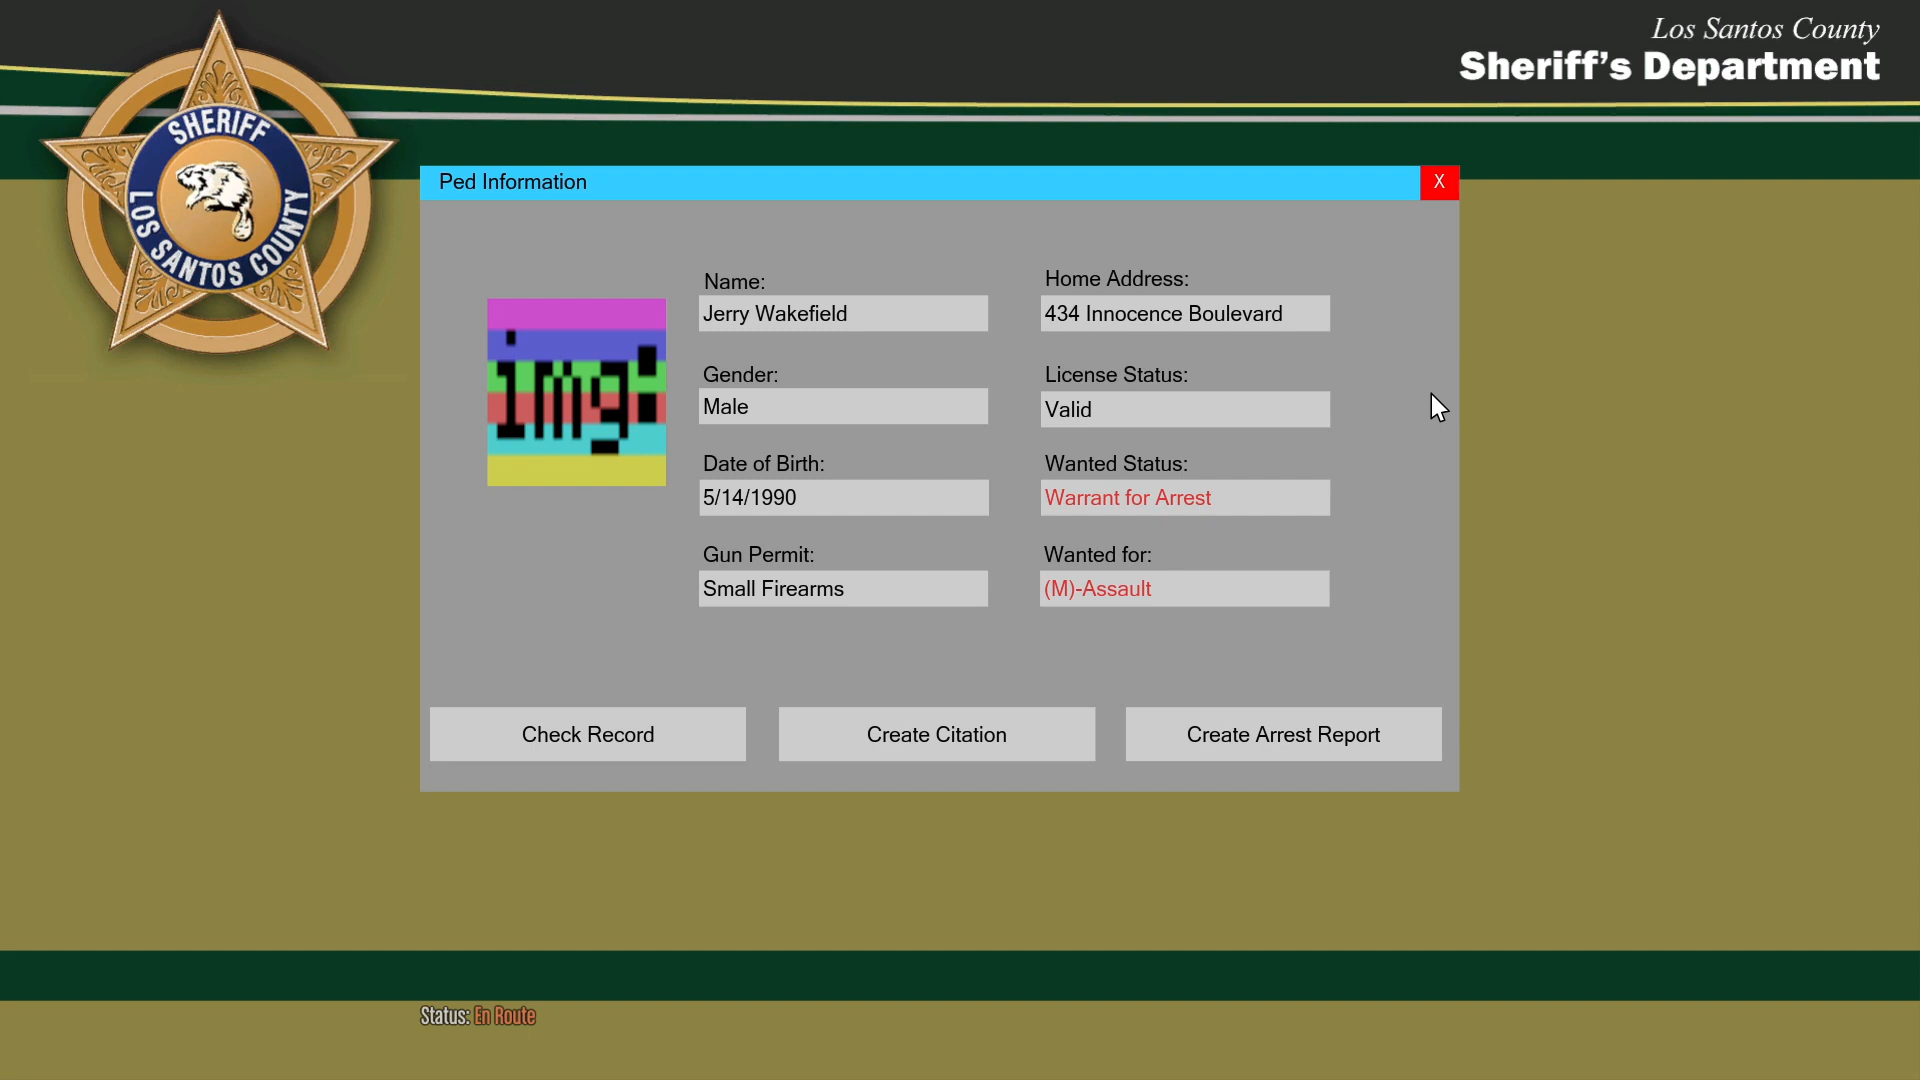 Los Santos County
Sheriff's Department
SHERIFF
LOS SANTOS COUNTY
Ped Information
X
img:
Name:
Jerry Wakefield
Home Address:
434 Innocence Boulevard
Gender:
Male
License Status:
Valid
Date of Birth:
5/14/1990
Wanted Status:
Warrant for Arrest
Gun Permit:
Small Firearms
Wanted for:
(M)-Assault
Check Record
Create Citation
Create Arrest Report
Status: En Route